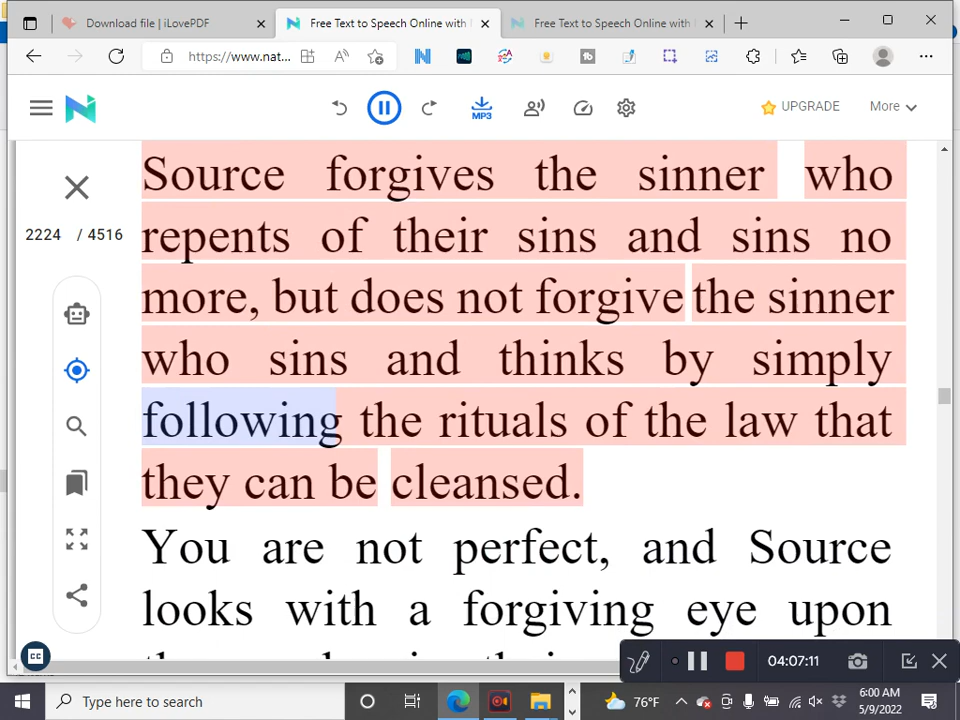 Download file | iLovePDF
Free Text to Speech Online with
Free Text to Speech Online with
https://www.nat...
MP3
UPGRADE
More
2224 / 4516
Source forgives the sinner who
repents of their sins and sins no
more, but does not forgive the sinner
who sins and thinks by simply
following the rituals of the law that
they can be cleansed.
You are not perfect, and Source
looks with a forgiving eye upon
CC
04:07:11
Type here to search
76°F
6:00 AM
5/9/2022